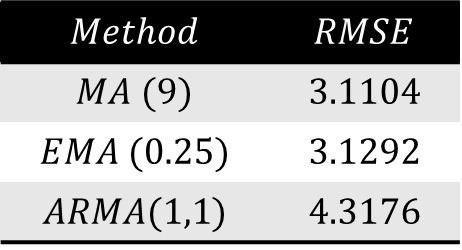 Method RMSE
MA (9) 3.1104
EMA (0.25) 3.1292
ARMA(1,1) 4.3176